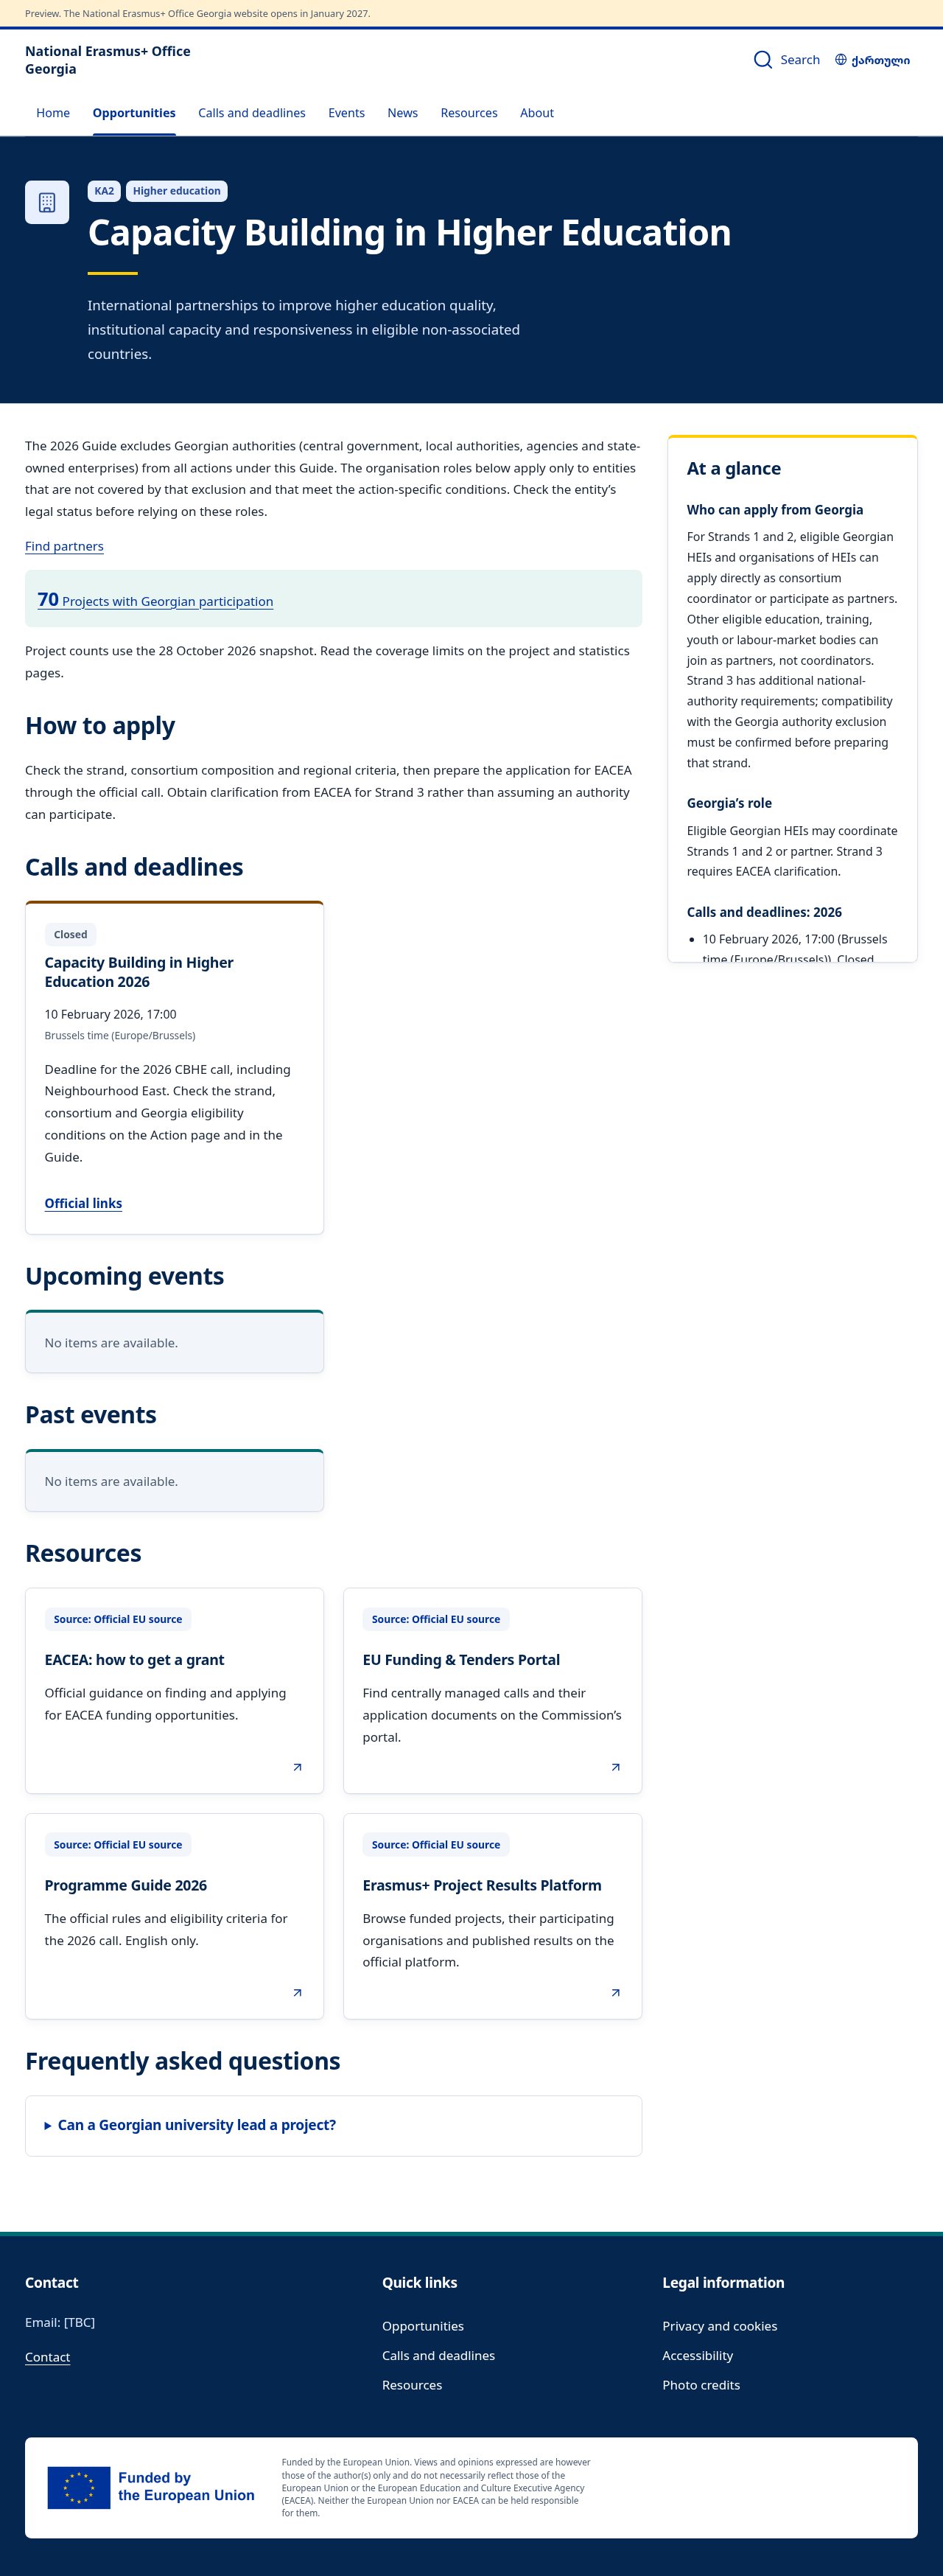 Preview. The National Erasmus+ Office Georgia website opens in January 2027.
National Erasmus+ Office
Georgia
Search
ქართული
Home
Opportunities
Calls and deadlines
Events
News
Resources
About
KA2
Higher education
Capacity Building in Higher Education
International partnerships to improve higher education quality,
institutional capacity and responsiveness in eligible non-associated
countries.
The 2026 Guide excludes Georgian authorities (central government, local authorities, agencies and state-
owned enterprises) from all actions under this Guide. The organisation roles below apply only to entities
that are not covered by that exclusion and that meet the action-specific conditions. Check the entity’s
legal status before relying on these roles.
Find partners
70 Projects with Georgian participation
Project counts use the 28 October 2026 snapshot. Read the coverage limits on the project and statistics
pages.
How to apply
Check the strand, consortium composition and regional criteria, then prepare the application for EACEA
through the official call. Obtain clarification from EACEA for Strand 3 rather than assuming an authority
can participate.
Calls and deadlines
Closed
Capacity Building in Higher
Education 2026
10 February 2026, 17:00
Brussels time (Europe/Brussels)
Deadline for the 2026 CBHE call, including
Neighbourhood East. Check the strand,
consortium and Georgia eligibility
conditions on the Action page and in the
Guide.
Official links
Upcoming events
No items are available.
Past events
No items are available.
Resources
Source: Official EU source
EACEA: how to get a grant
Official guidance on finding and applying
for EACEA funding opportunities.
Source: Official EU source
EU Funding & Tenders Portal
Find centrally managed calls and their
application documents on the Commission’s
portal.
Source: Official EU source
Programme Guide 2026
The official rules and eligibility criteria for
the 2026 call. English only.
Source: Official EU source
Erasmus+ Project Results Platform
Browse funded projects, their participating
organisations and published results on the
official platform.
Frequently asked questions
Can a Georgian university lead a project?
At a glance
Who can apply from Georgia
For Strands 1 and 2, eligible Georgian
HEIs and organisations of HEIs can
apply directly as consortium
coordinator or participate as partners.
Other eligible education, training,
youth or labour-market bodies can
join as partners, not coordinators.
Strand 3 has additional national-
authority requirements; compatibility
with the Georgia authority exclusion
must be confirmed before preparing
that strand.
Georgia’s role
Eligible Georgian HEIs may coordinate
Strands 1 and 2 or partner. Strand 3
requires EACEA clarification.
Calls and deadlines: 2026
10 February 2026, 17:00 (Brussels
time (Europe/Brussels)). Closed
Contact
Email: [TBC]
Contact
Quick links
Opportunities
Calls and deadlines
Resources
Legal information
Privacy and cookies
Accessibility
Photo credits
Funded by
the European Union
Funded by the European Union. Views and opinions expressed are however
those of the author(s) only and do not necessarily reflect those of the
European Union or the European Education and Culture Executive Agency
(EACEA). Neither the European Union nor EACEA can be held responsible
for them.